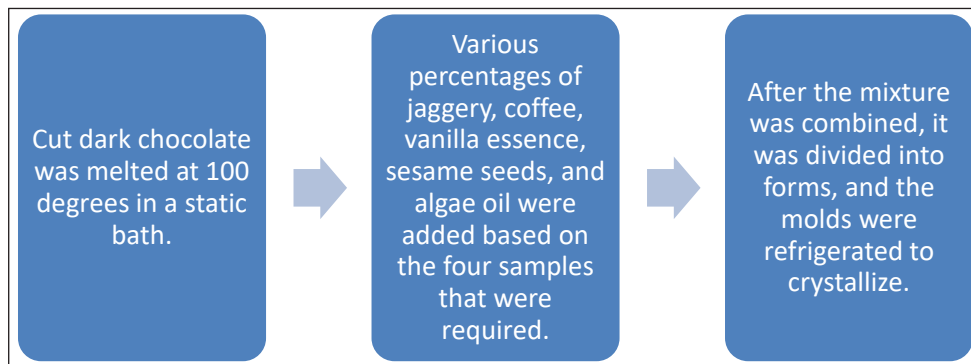 Cut dark chocolate
was melted at 100
degrees in a static
bath.
Various
percentages of
jaggery, coffee,
vanilla essence,
sesame seeds, and
algae oil were
added based on
the four samples
that were
required.
After the mixture
was combined, it
was divided into
forms, and the
molds were
refrigerated to
crystallize.